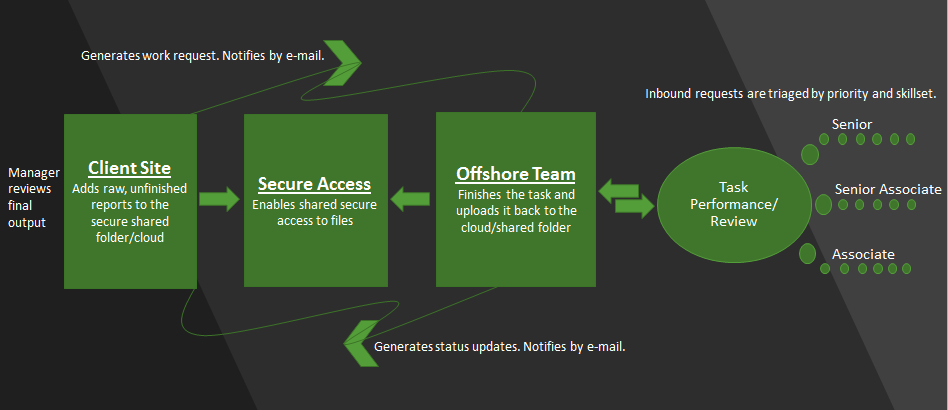 Generates work request. Notifies by e-mail.
Inbound requests are triaged by priority and skillset.
Manager
reviews
final
output
Client Site
Adds raw, unfinished
reports to the
secure shared
folder/cloud
Secure Access
Enables shared secure
access to files
Offshore Team
Finishes the task and
uploads it back to the
cloud/shared folder
Task
Performance/
Review
Senior
Senior Associate
Associate
Generates status updates. Notifies by e-mail.